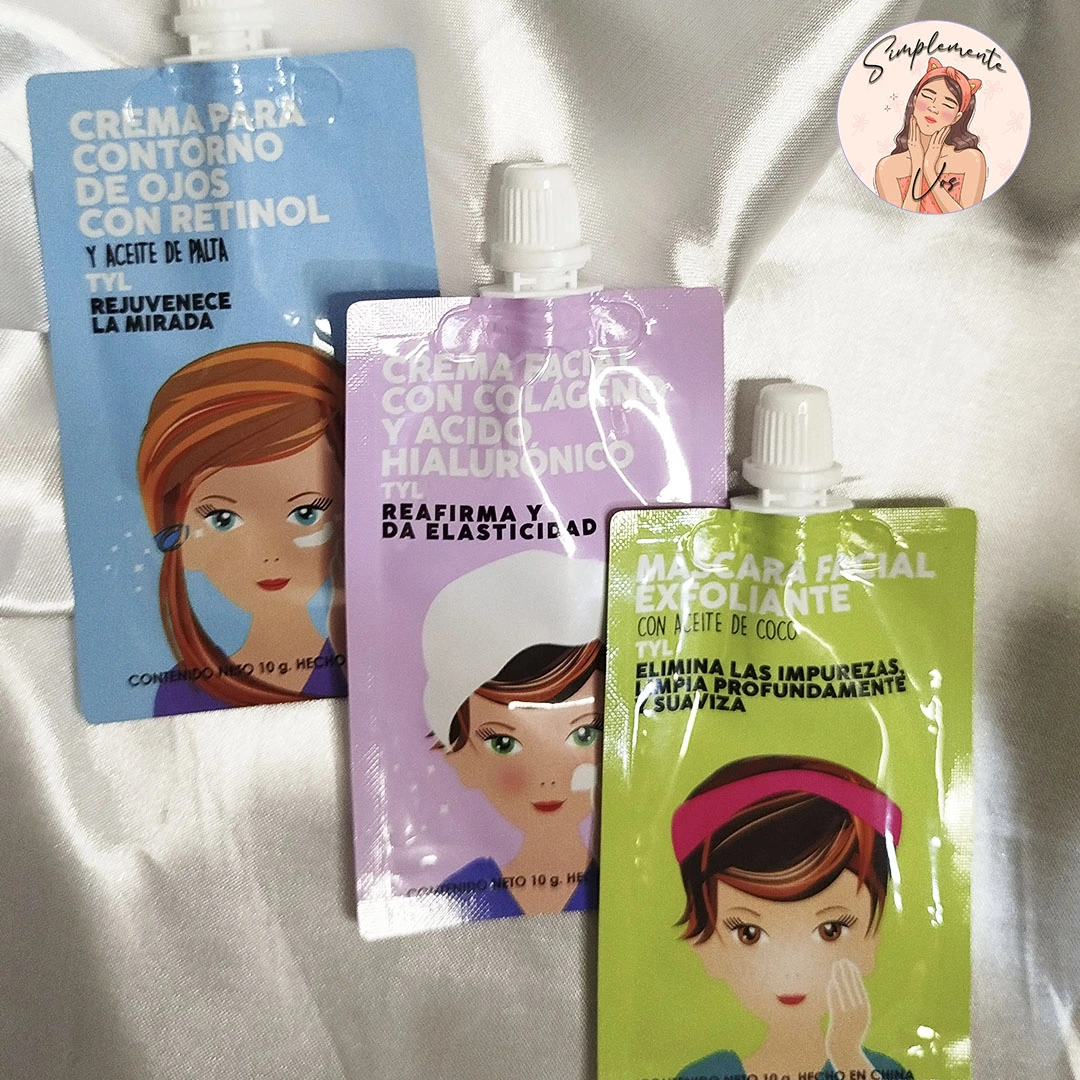 Simplemente
Vos
CREMA PARA
CONTORNO
DE OJOS
CON RETINOL
Y ACEITE DE PALTA
TYL
REJUVENECE
LA MIRADA
CONTENIDO NETO 10 g. HECHO
CREMA FACIAL
CON COLÁGENO
Y ACIDO
HIALURÓNICO
TYL
REAFIRMA Y
DA ELASTICIDAD
CONTENIDO NETO 10 g. HEC
MASCARA FACIAL
EXFOLIANTE
CON ACEITE DE COCO
TYL
ELIMINA LAS IMPUREZAS,
LIMPIA PROFUNDAMENTE
Y SUAVIZA
CONTENIDO NETO 10 g. HECHO EN CHINA